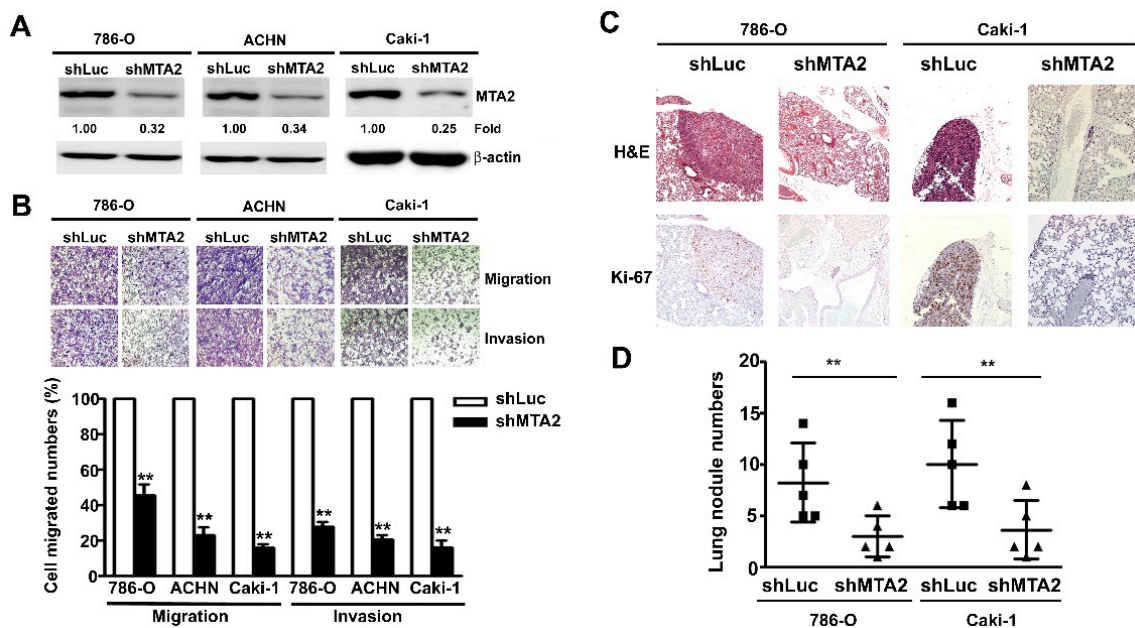 A
786-O ACHN Caki-1
shLuc shMTA2 shLuc shMTA2 shLuc shMTA2
MTA2
1.00 0.32 1.00 0.34 1.00 0.25 Fold
β-actin
B
786-O ACHN Caki-1
shLuc shMTA2 shLuc shMTA2 shLuc shMTA2
Migration
Invasion
Cell migrated numbers (%)
100
80
60
40
20
0
shLuc
shMTA2
** ** ** ** ** **
786-O ACHN Caki-1 786-O ACHN Caki-1
Migration Invasion
C
786-O Caki-1
shLuc shMTA2 shLuc shMTA2
H&E
Ki-67
D
Lung nodule numbers
20
15
10
5
0
** **
shLuc shMTA2 shLuc shMTA2
786-O Caki-1